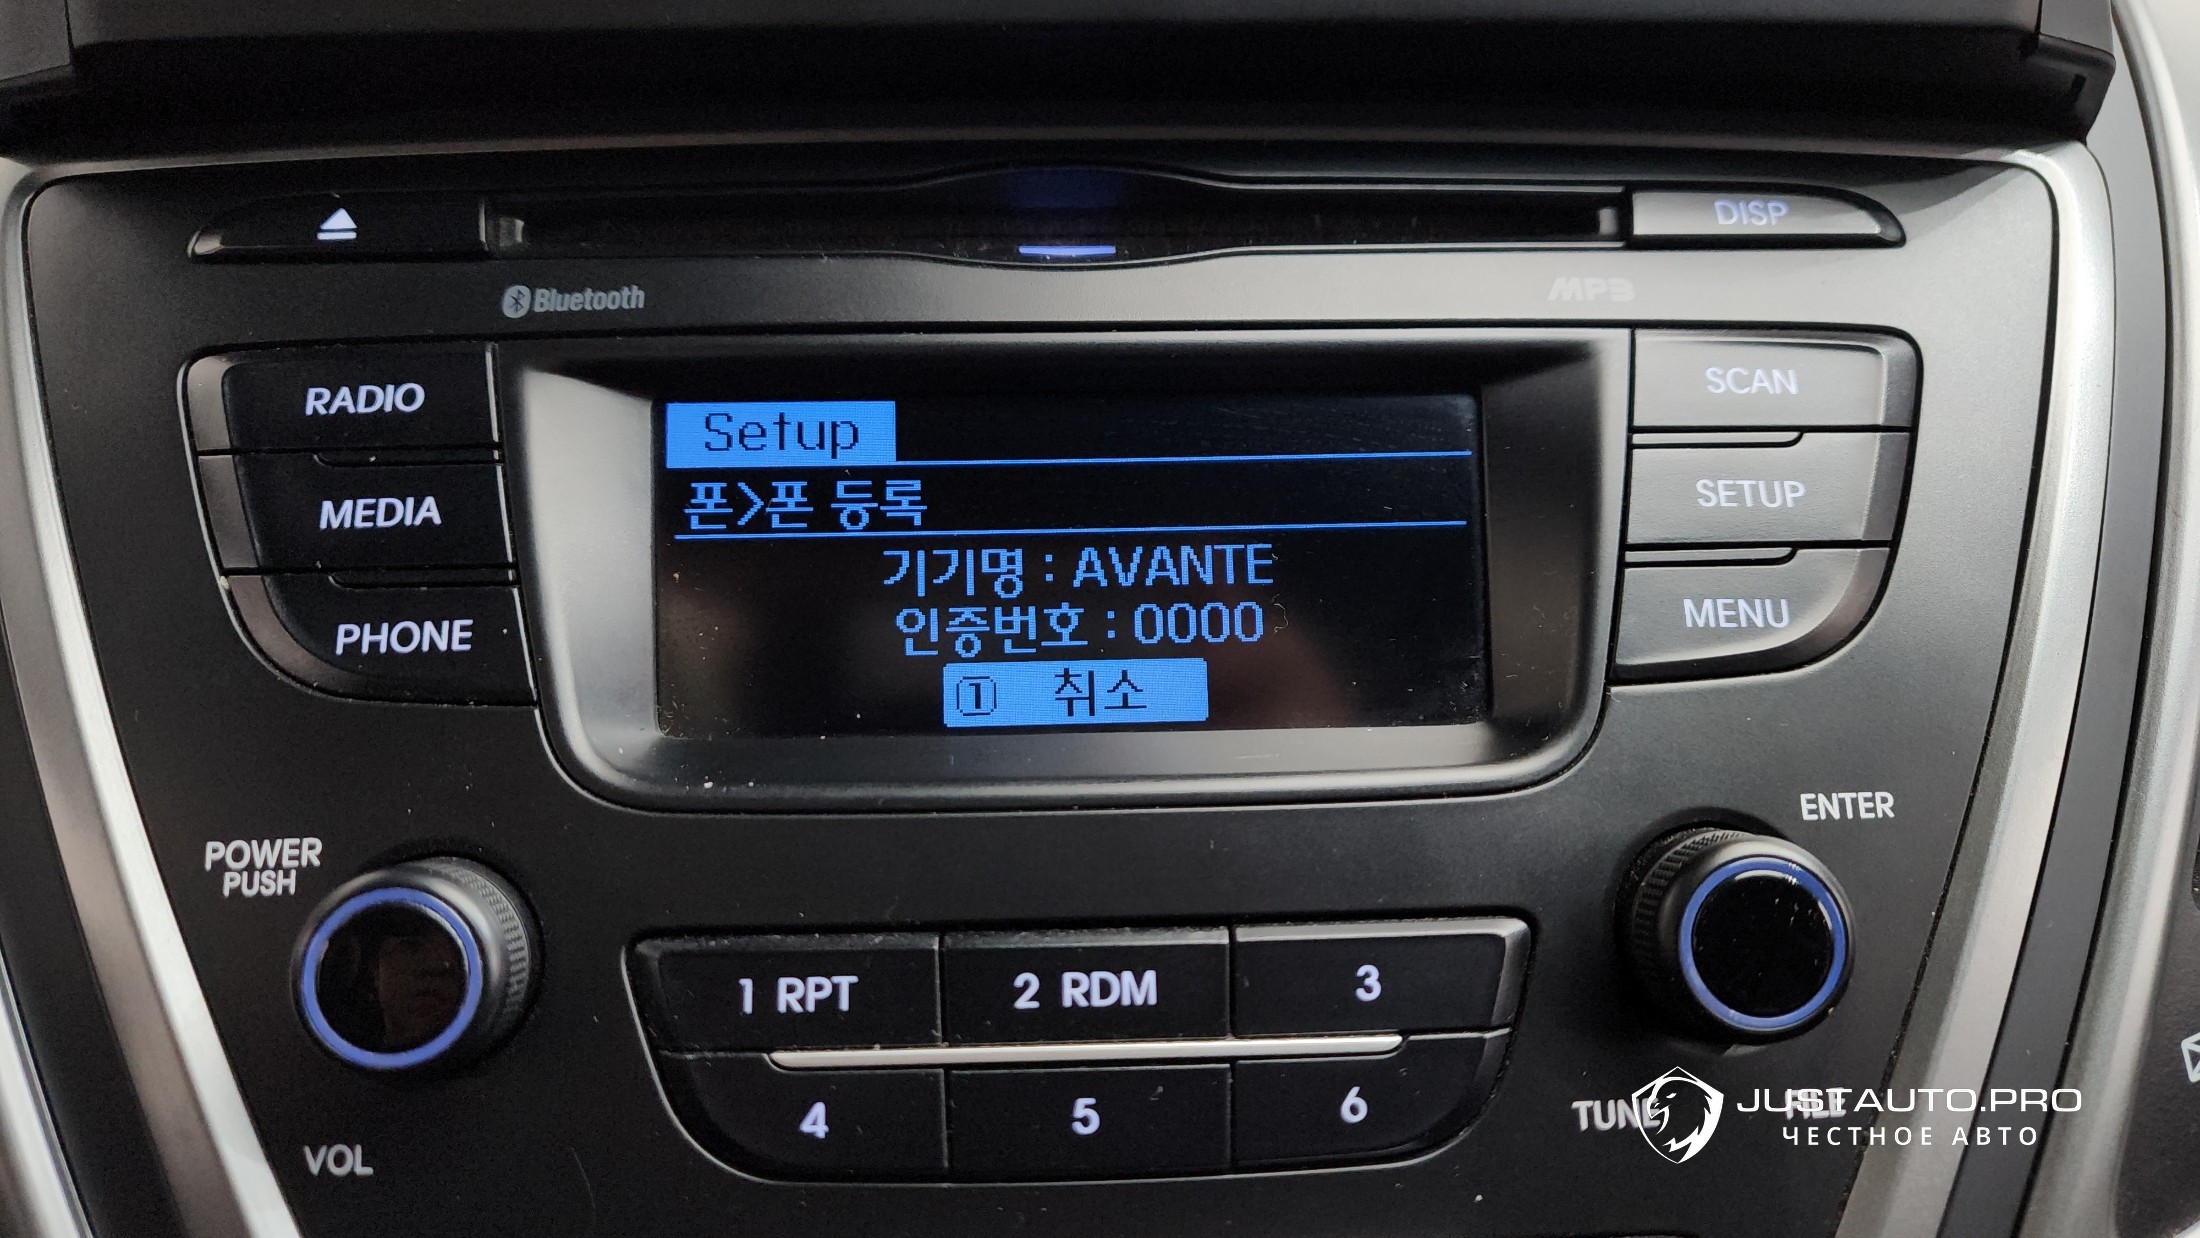 DISP
Bluetooth
MP3
RADIO
MEDIA
PHONE
Setup
폰>폰 등록
기기명 : AVANTE
인증번호 : 0000
① 취소
SCAN
SETUP
MENU
POWER
PUSH
VOL
ENTER
TUNE
FILE
1 RPT
2 RDM
3
4
5
6
JUSTAUTO.PRO
ЧЕСТНОЕ АВТО